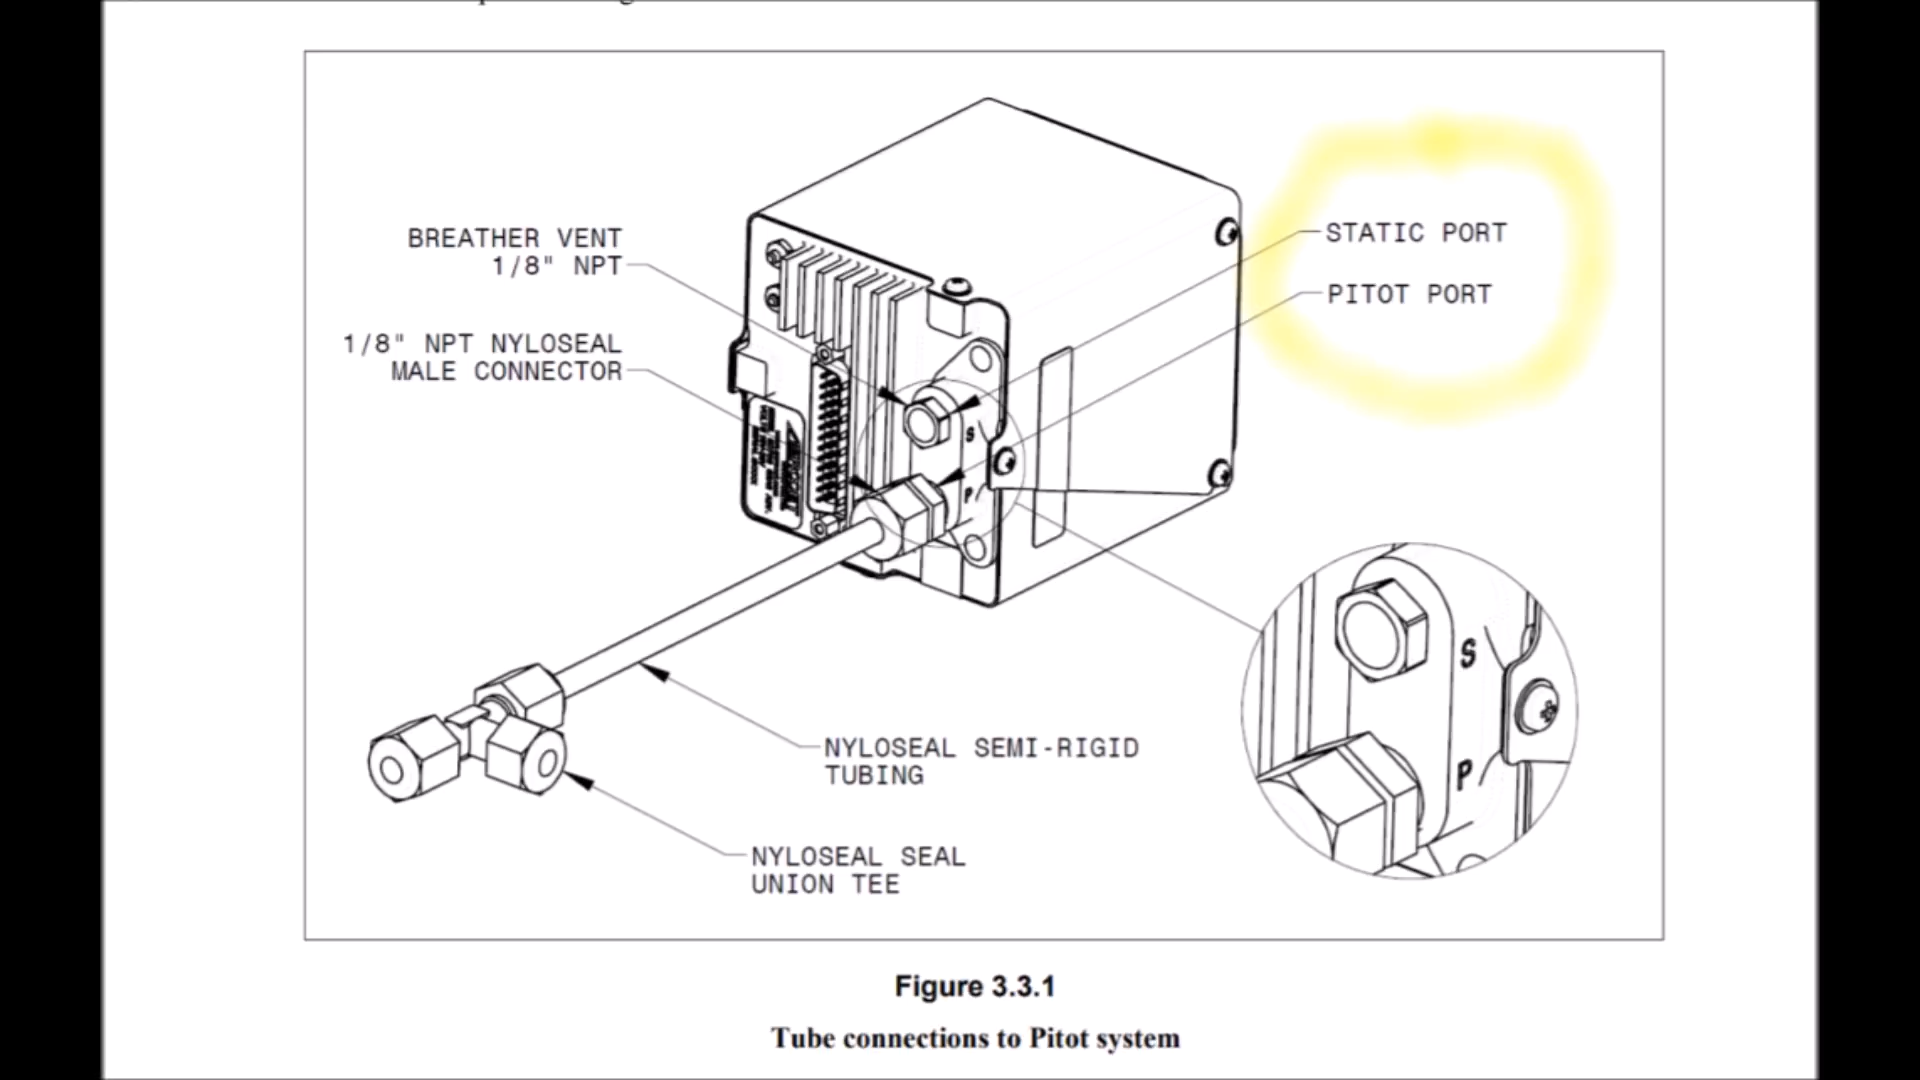 BREATHER VENT
1/8" NPT
1/8" NPT NYLOSEAL
MALE CONNECTOR
STATIC PORT
PITOT PORT
S
P
S
P
NYLOSEAL SEMI-RIGID
TUBING
NYLOSEAL SEAL
UNION TEE
Figure 3.3.1
Tube connections to Pitot system